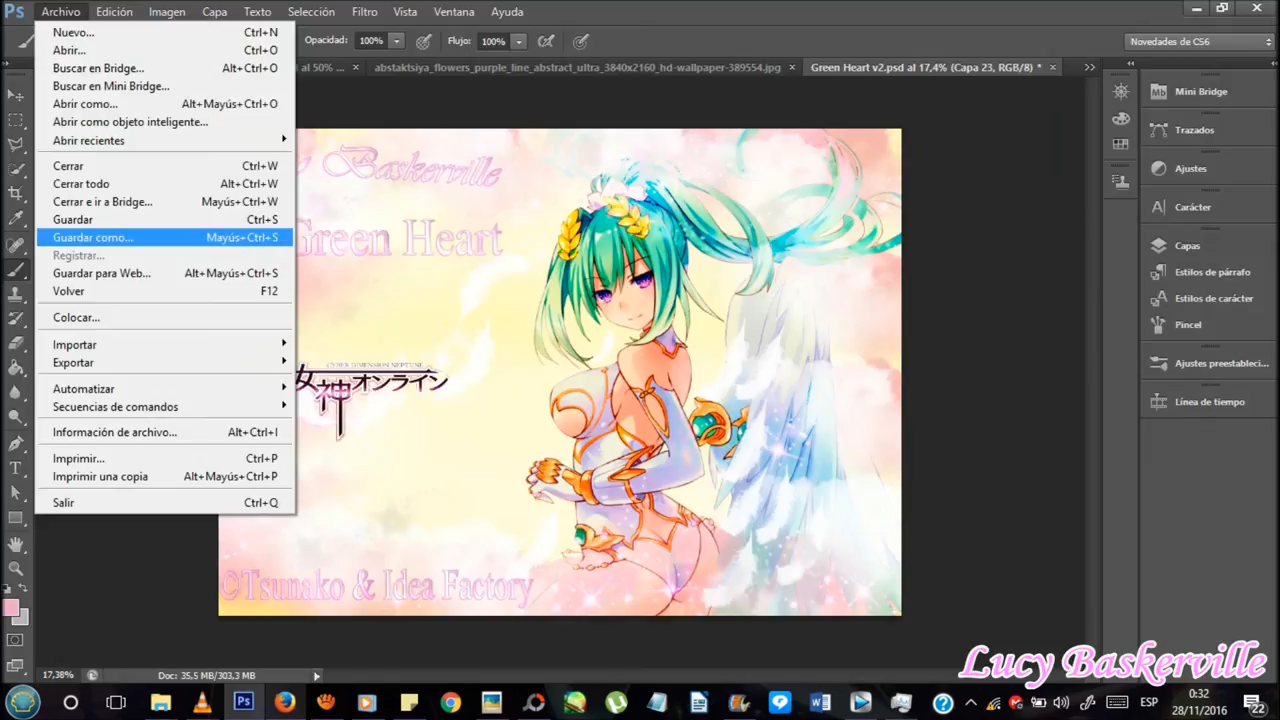 Ps Archivo Edición Imagen Capa Texto Selección Filtro Vista Ventana Ayuda
Opacidad: 100% Flujo: 100% Novedades de CS6
l al 50% ... × abstaktsiya_flowers_purple_line_abstract_ultra_3840x2160_hd-wallpaper-389554.jpg × Green Heart v2.psd al 17,4% (Capa 23, RGB/8) * ×
Nuevo... Ctrl+N
Abrir... Ctrl+O
Buscar en Bridge... Alt+Ctrl+O
Buscar en Mini Bridge...
Abrir como... Alt+Mayús+Ctrl+O
Abrir como objeto inteligente...
Abrir recientes
Cerrar Ctrl+W
Cerrar todo Alt+Ctrl+W
Cerrar e ir a Bridge... Mayús+Ctrl+W
Guardar Ctrl+S
Guardar como... Mayús+Ctrl+S
Registrar...
Guardar para Web... Alt+Mayús+Ctrl+S
Volver F12
Colocar...
Importar
Exportar
Automatizar
Secuencias de comandos
Información de archivo... Alt+Ctrl+I
Imprimir... Ctrl+P
Imprimir una copia Alt+Mayús+Ctrl+P
Salir Ctrl+Q
y Baskerville
Green Heart
CYBER DIMENSION NEPTUNE
女神オンライン
©Tsunako & Idea Factory
Mb Mini Bridge
Trazados
Ajustes
Carácter
Capas
Estilos de párrafo
Estilos de carácter
Pincel
Ajustes preestableci...
Línea de tiempo
17,38% Doc: 35,5 MB/303,3 MB
Lucy Baskerville
ESP
0:32
28/11/2016
22